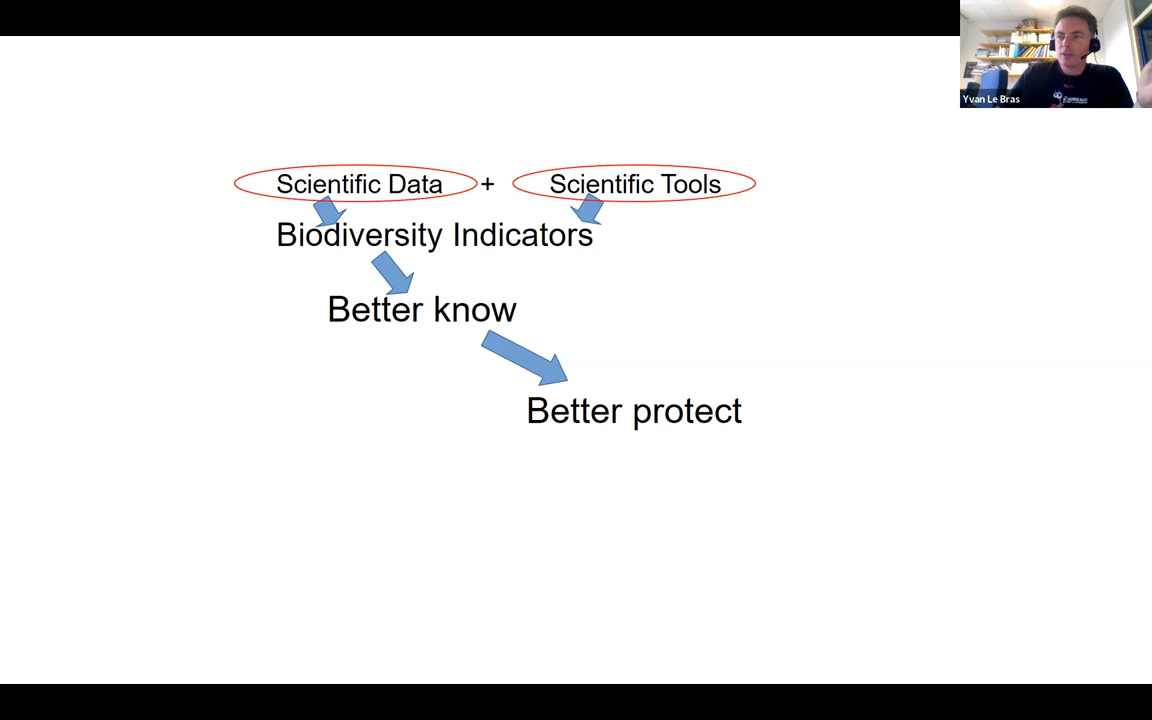 Scientific Data + Scientific Tools
Biodiversity Indicators
Better know
Better protect
Yvan Le Bras